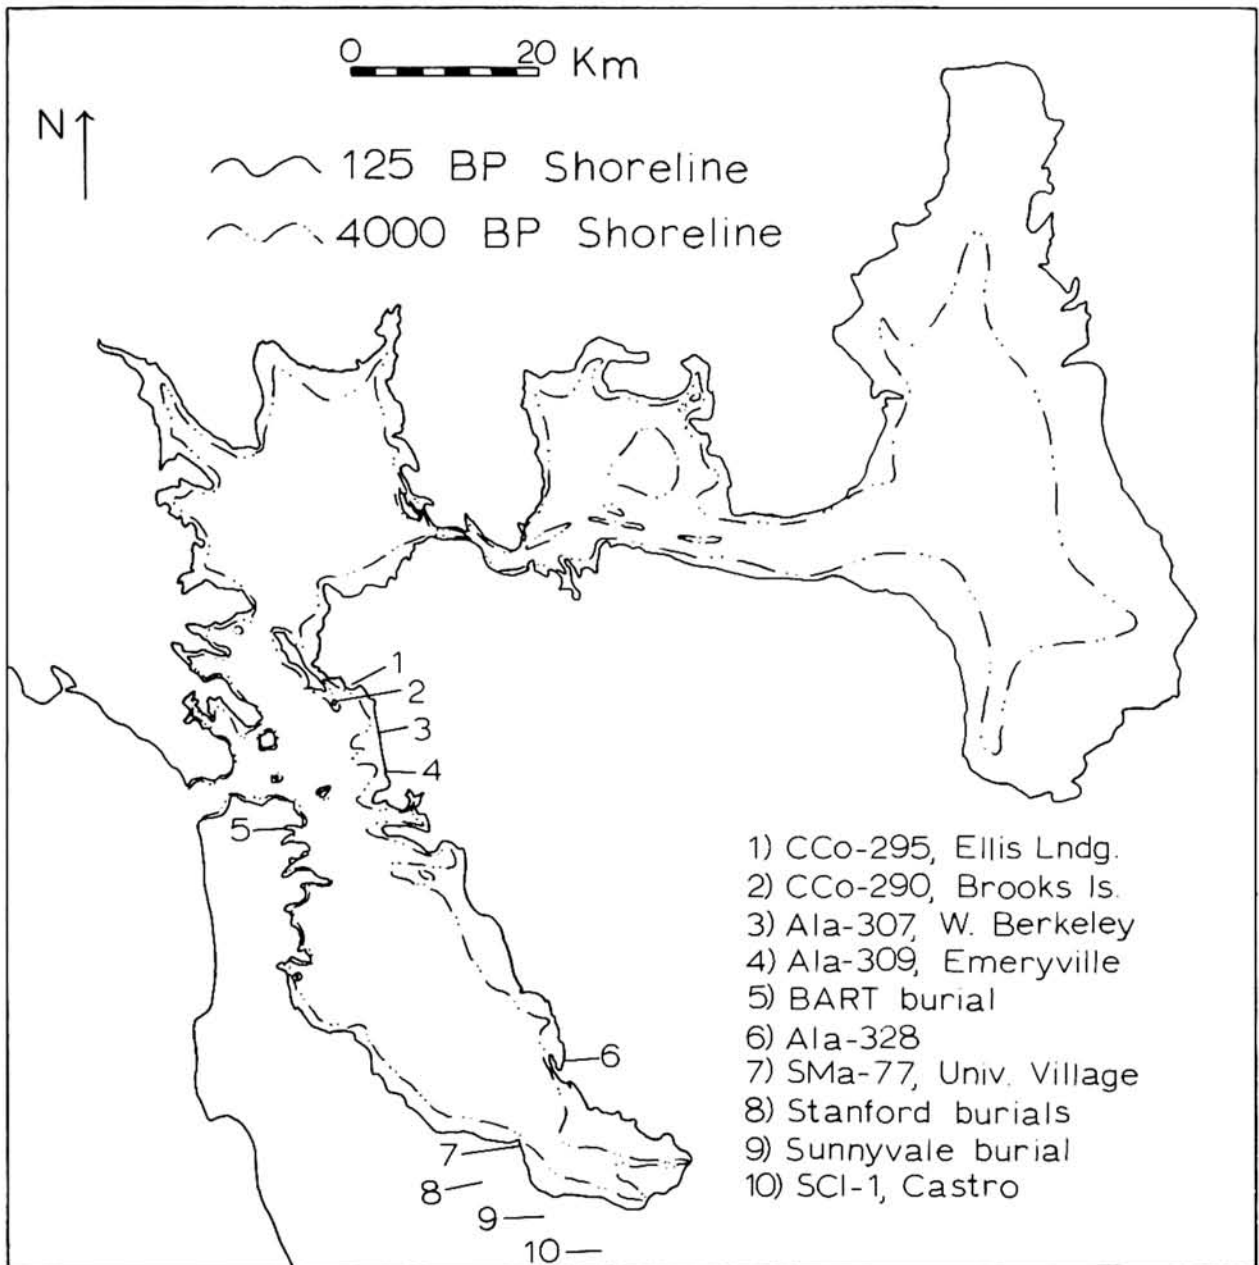 0 20 Km
N
125 BP Shoreline
4000 BP Shoreline
1
2
3
4
5
6
7
8
9
10
1) CCo-295, Ellis Lndg.
2) CCo-290, Brooks Is.
3) Ala-307, W. Berkeley
4) Ala-309, Emeryville
5) BART burial
6) Ala-328
7) SMa-77, Univ. Village
8) Stanford burials
9) Sunnyvale burial
10) SCl-1, Castro